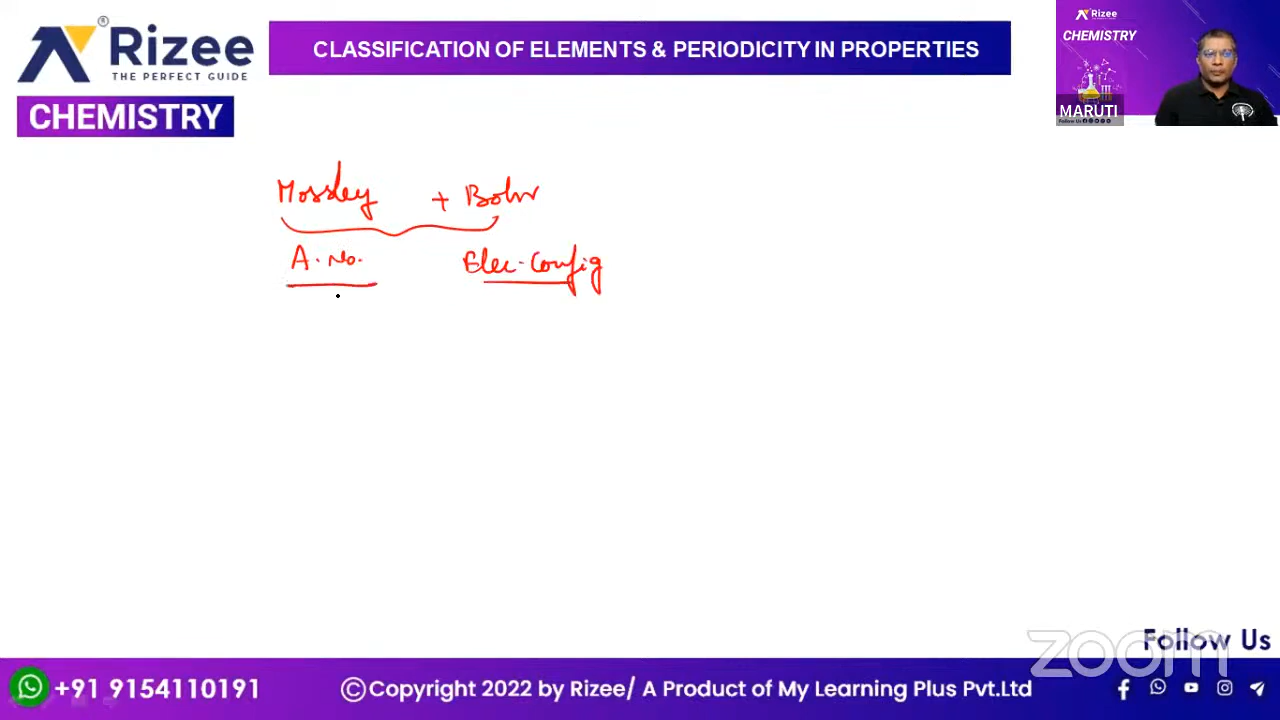 Rizee
THE PERFECT GUIDE
CHEMISTRY
CLASSIFICATION OF ELEMENTS & PERIODICITY IN PROPERTIES
Rizee
CHEMISTRY
MARUTI
Mosley + Bohr
A. No. Elec. Config
Follow Us
zoom
+91 9154110191
©Copyright 2022 by Rizee/ A Product of My Learning Plus Pvt.Ltd